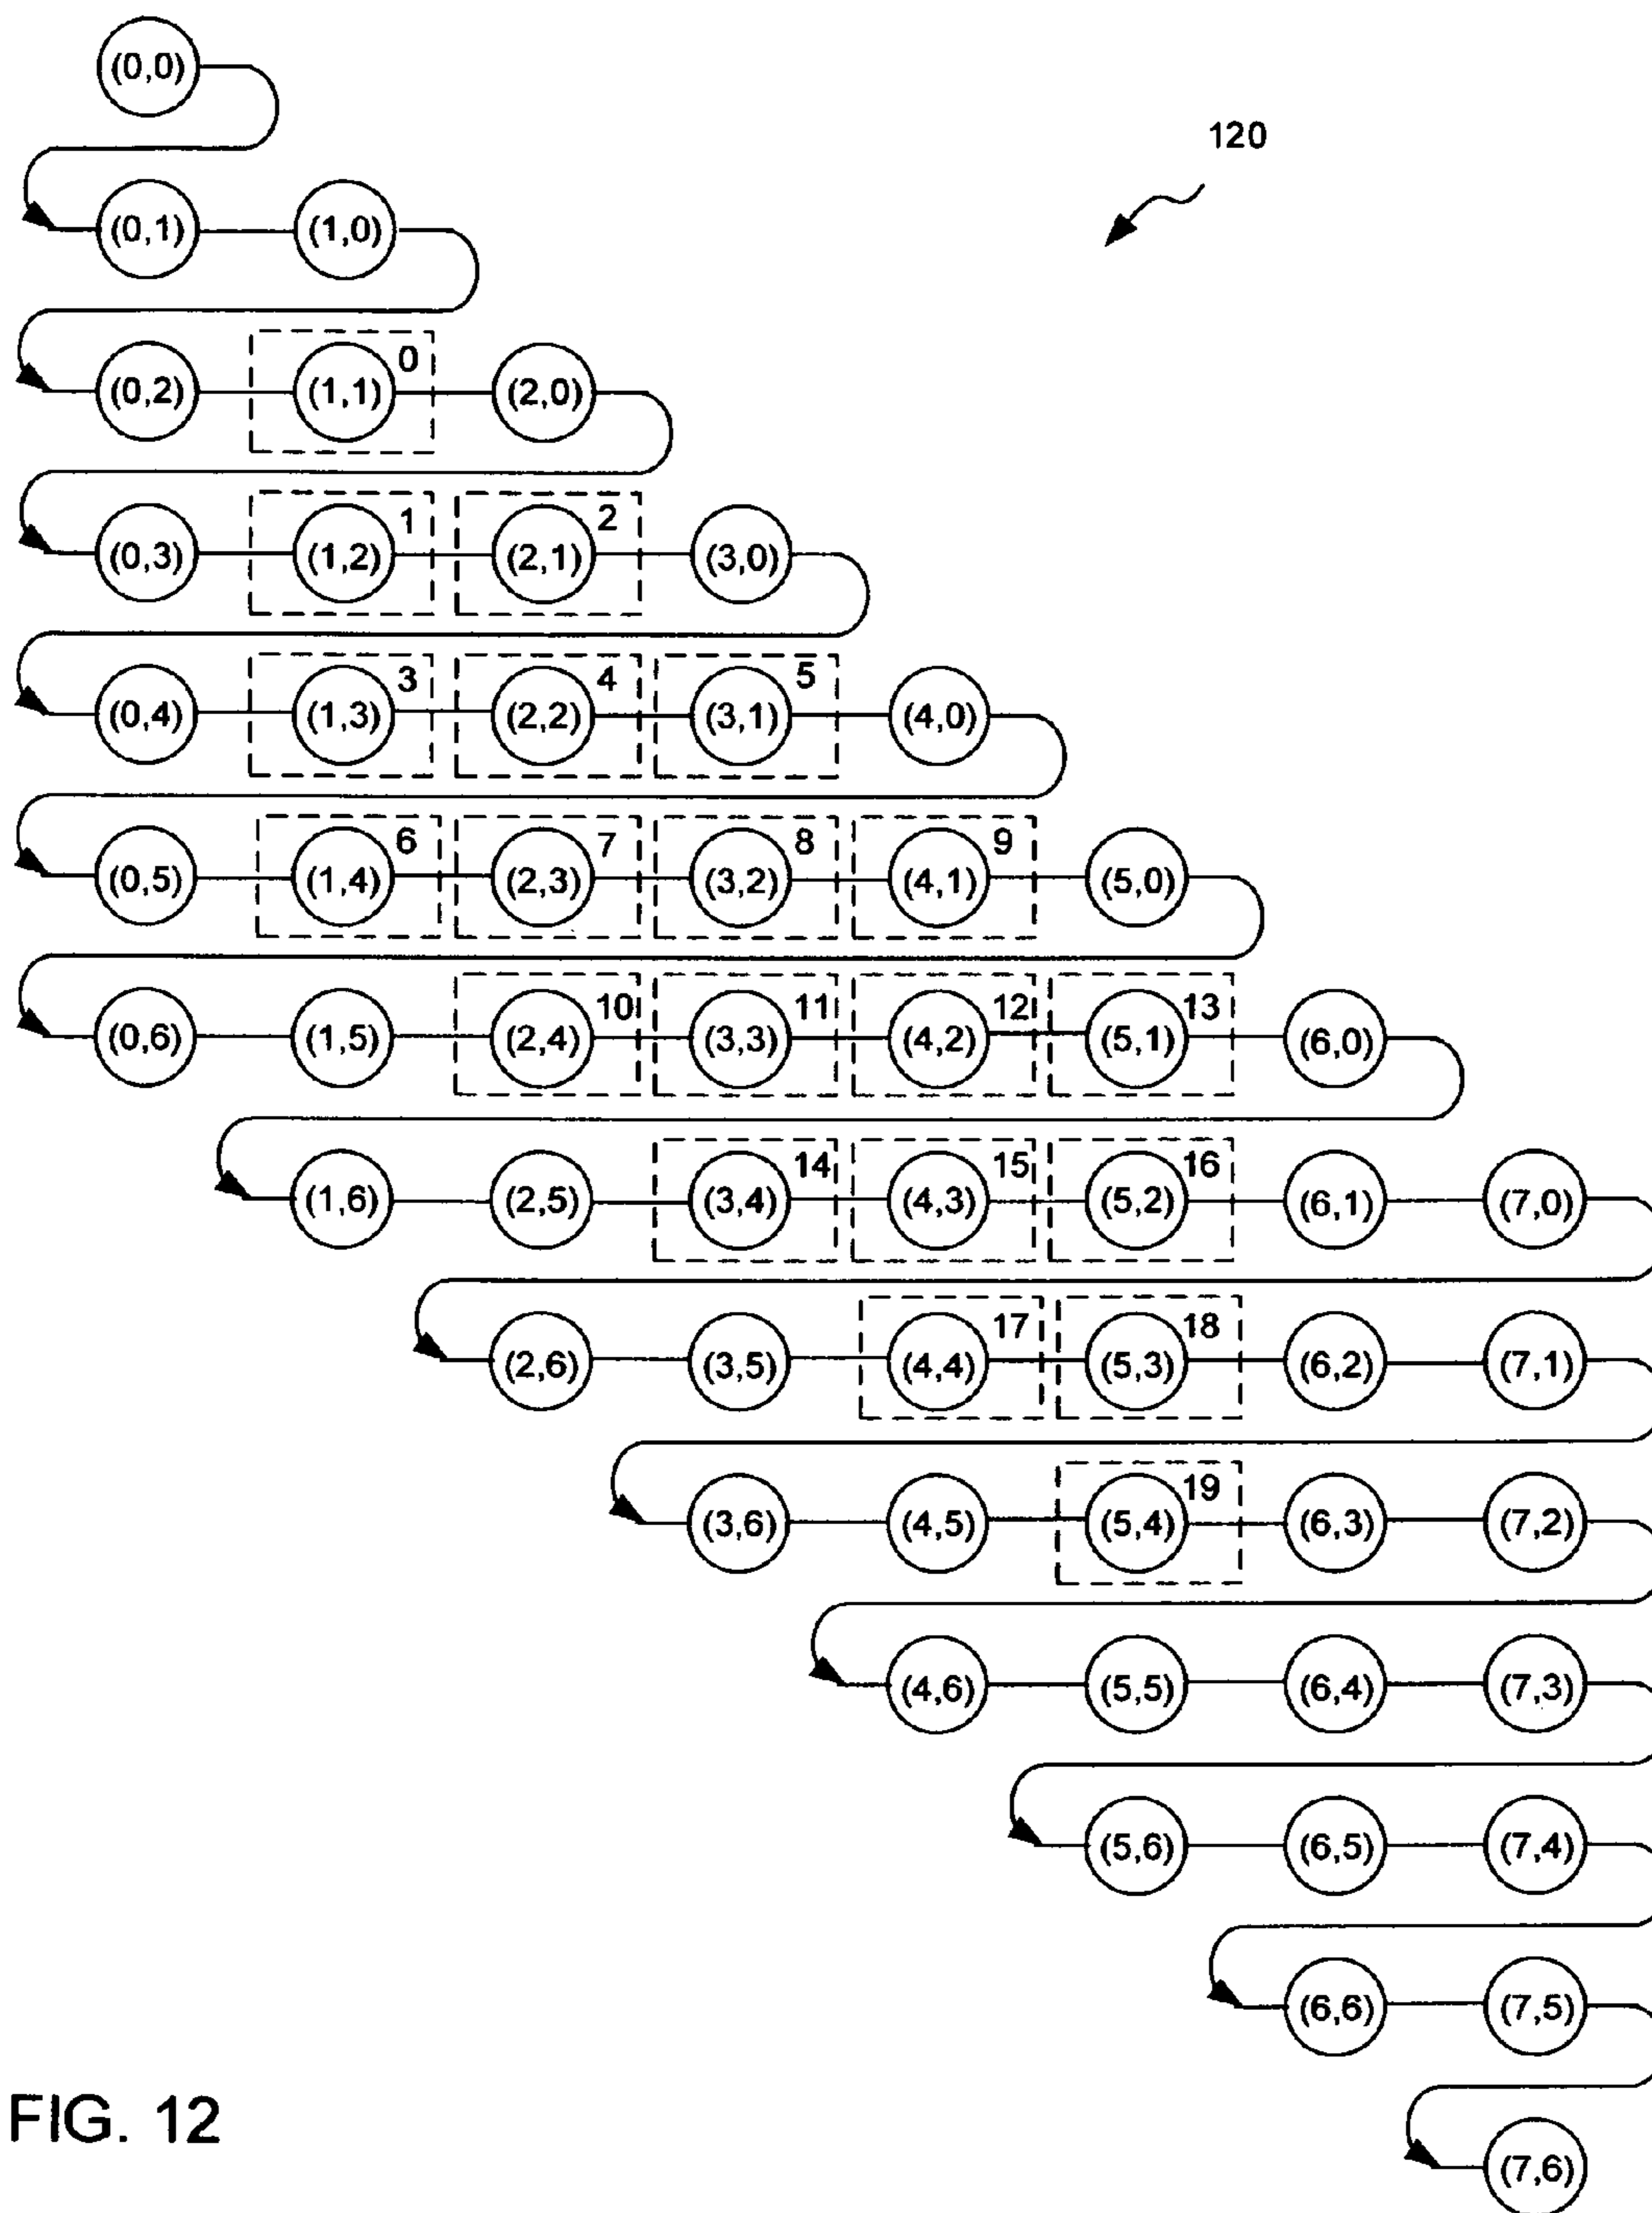 (0,0)
120
(0,1) (1,0)
(0,2) (1,1) 0 (2,0)
(0,3) (1,2) 1 (2,1) 2 (3,0)
(0,4) (1,3) 3 (2,2) 4 (3,1) 5 (4,0)
(0,5) (1,4) 6 (2,3) 7 (3,2) 8 (4,1) 9 (5,0)
(0,6) (1,5) (2,4) 10 (3,3) 11 (4,2) 12 (5,1) 13 (6,0)
(1,6) (2,5) (3,4) 14 (4,3) 15 (5,2) 16 (6,1) (7,0)
(2,6) (3,5) (4,4) 17 (5,3) 18 (6,2) (7,1)
(3,6) (4,5) (5,4) 19 (6,3) (7,2)
(4,6) (5,5) (6,4) (7,3)
(5,6) (6,5) (7,4)
(6,6) (7,5)
(7,6)
FIG. 12